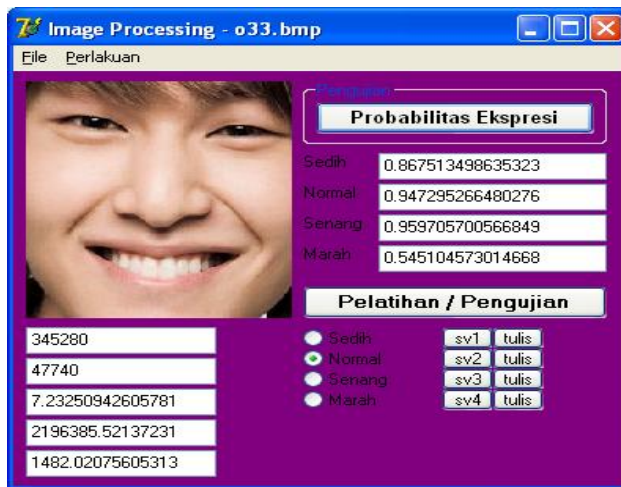 Image Processing - o33.bmp
File Perlakuan
Pengujian
Probabilitas Ekspresi
Sedih 0.867513498635323
Normal 0.947295266480276
Senang 0.959705700566849
Marah 0.545104573014668
Pelatihan / Pengujian
345280
47740
7.23250942605781
2196385.52137231
1482.02075605313
Sedih sv1 tulis
Normal sv2 tulis
Senang sv3 tulis
Marah sv4 tulis